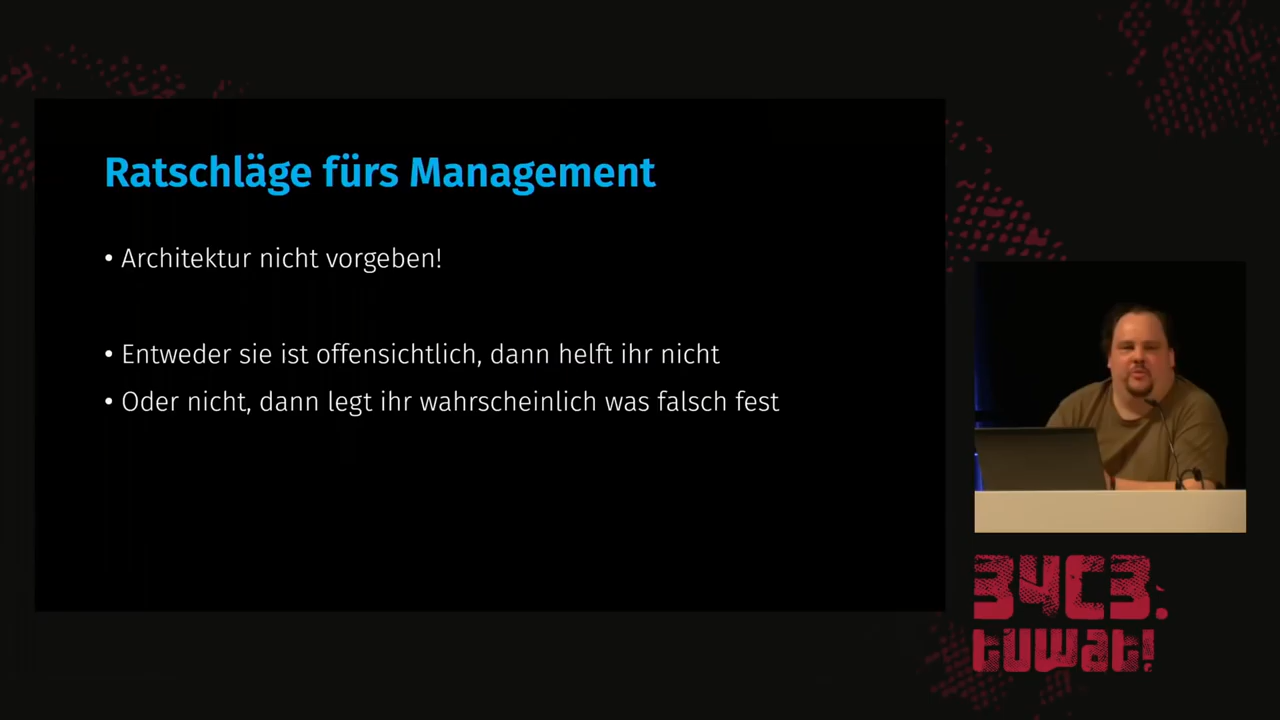 Ratschläge fürs Management
• Architektur nicht vorgeben!
• Entweder sie ist offensichtlich, dann helft ihr nicht
• Oder nicht, dann legt ihr wahrscheinlich was falsch fest
34C3.
tuwat!